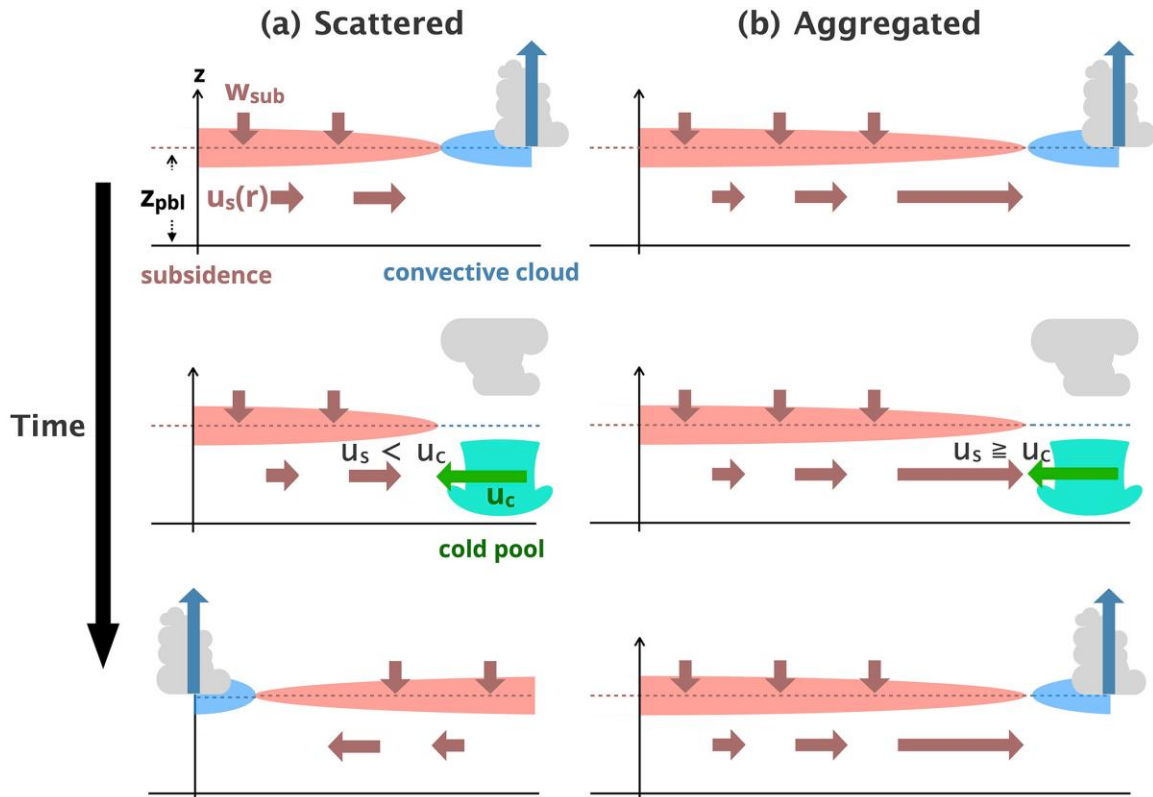 (a) Scattered
(b) Aggregated
z
w_sub
z_pbl
u_s(r)
subsidence
convective cloud
Time
u_s < u_c
u_s ≧ u_c
u_c
cold pool